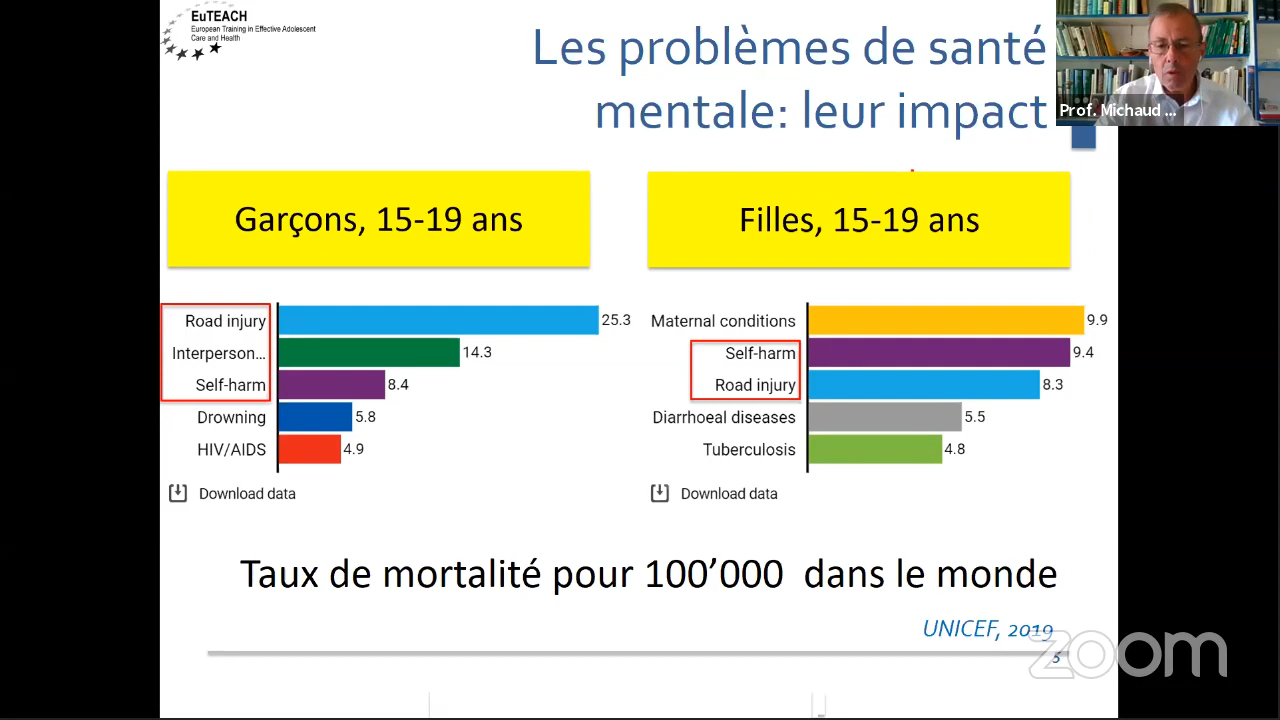 EuTEACH
European Training in Effective Adolescent
Care and Health
Les problèmes de santé
mentale: leur impact
Prof. Michaud ...
Garçons, 15-19 ans
Filles, 15-19 ans
Road injury 25.3
Interperson... 14.3
Self-harm 8.4
Drowning 5.8
HIV/AIDS 4.9
Download data
Maternal conditions 9.9
Self-harm 9.4
Road injury 8.3
Diarrhoeal diseases 5.5
Tuberculosis 4.8
Download data
Taux de mortalité pour 100’000 dans le monde
UNICEF, 2019
5
zoom